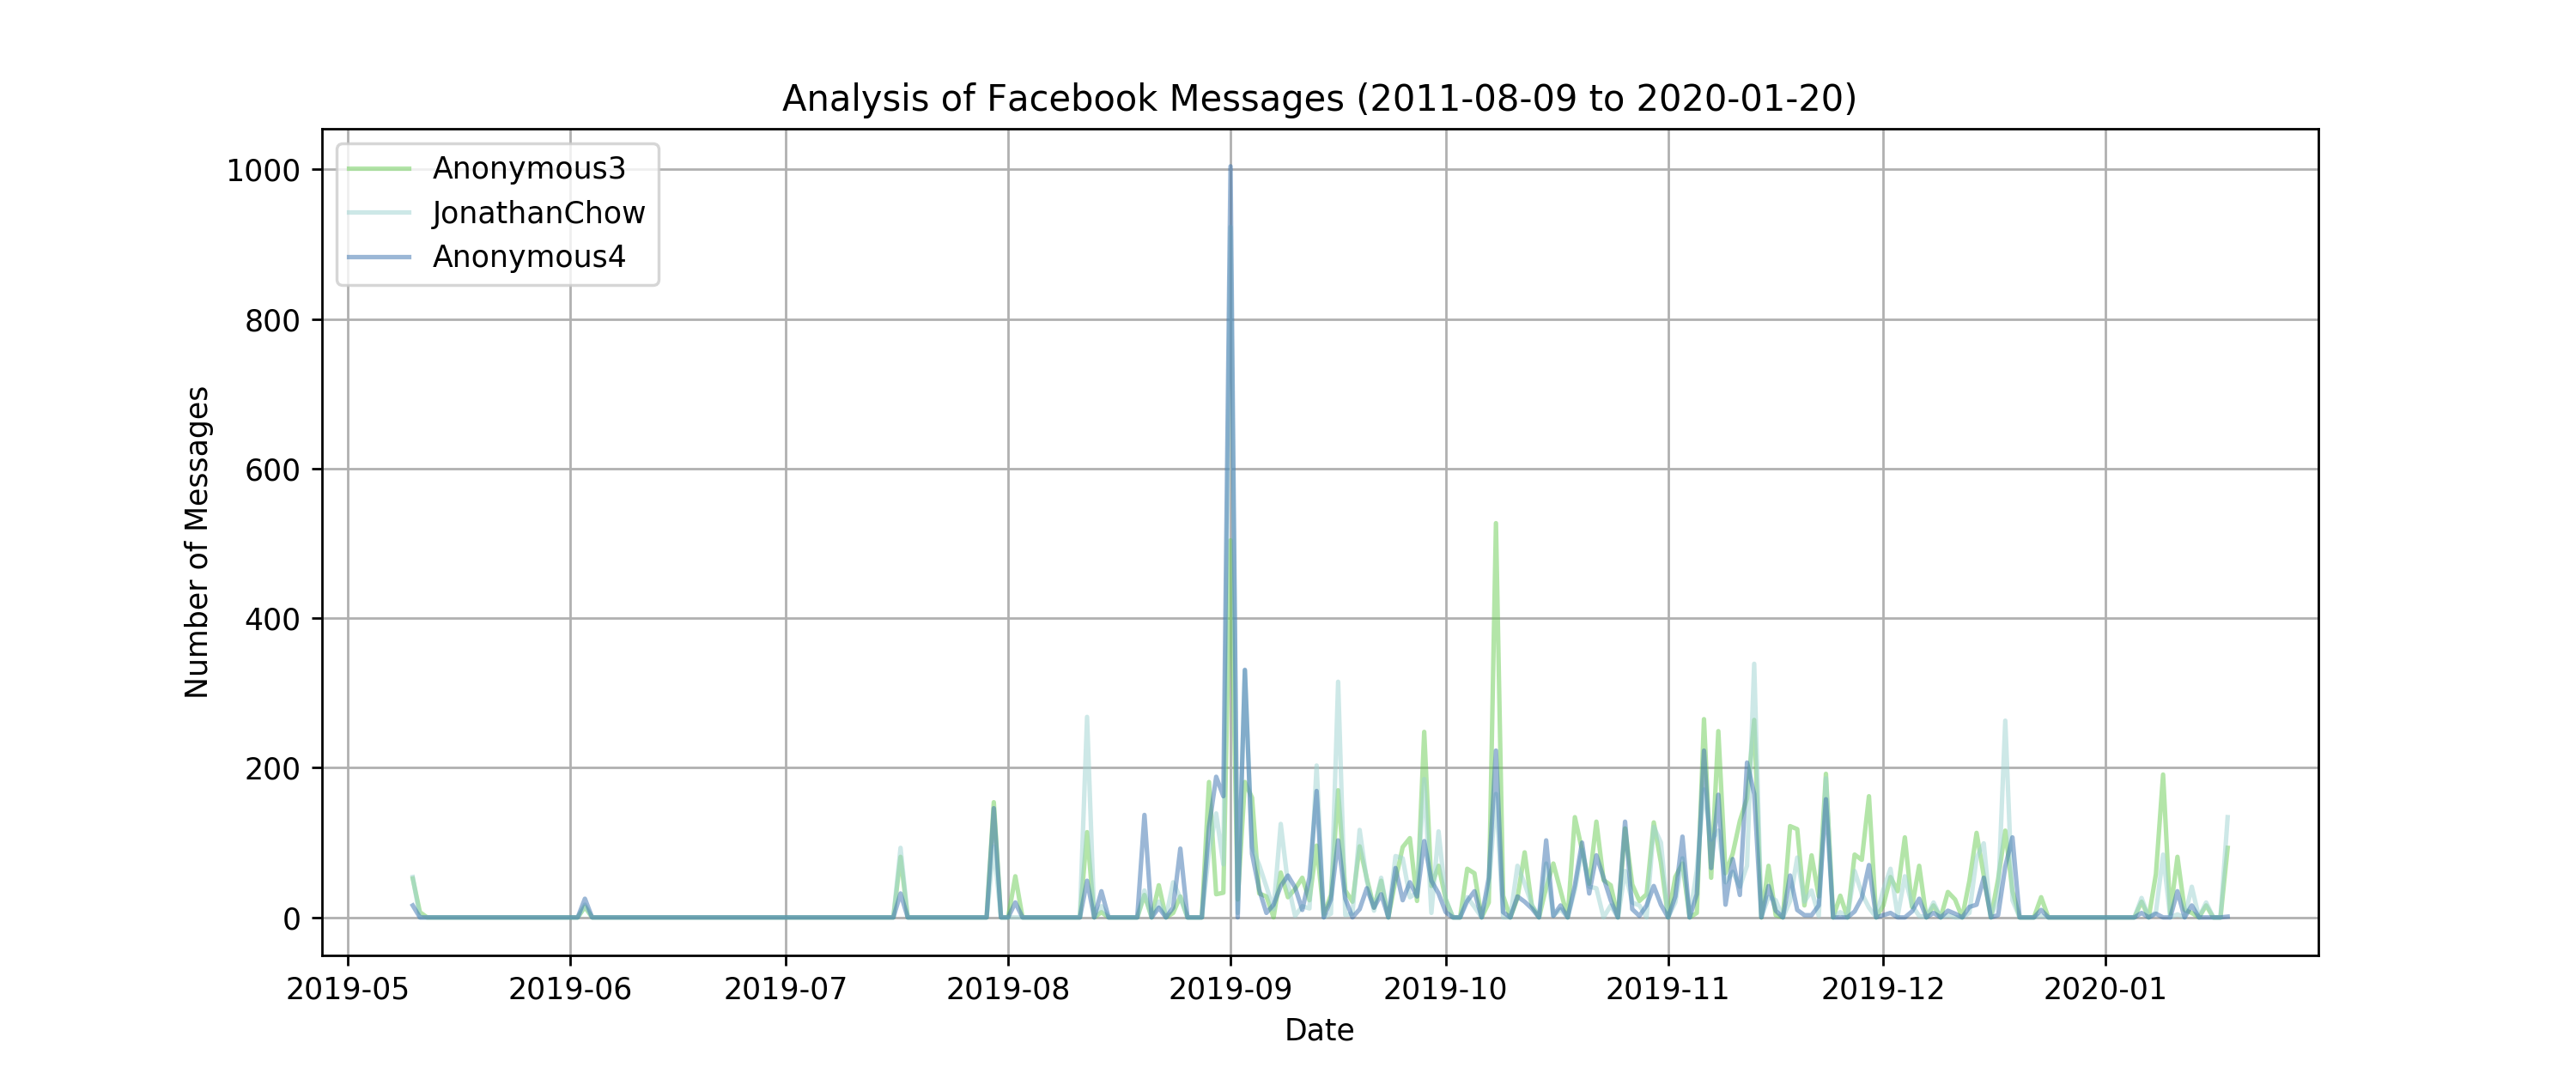 Analysis of Facebook Messages (2011-08-09 to 2020-01-20)
Anonymous3
JonathanChow
Anonymous4
1000
800
600
400
200
0
Number of Messages
2019-05 2019-06 2019-07 2019-08 2019-09 2019-10 2019-11 2019-12 2020-01
Date